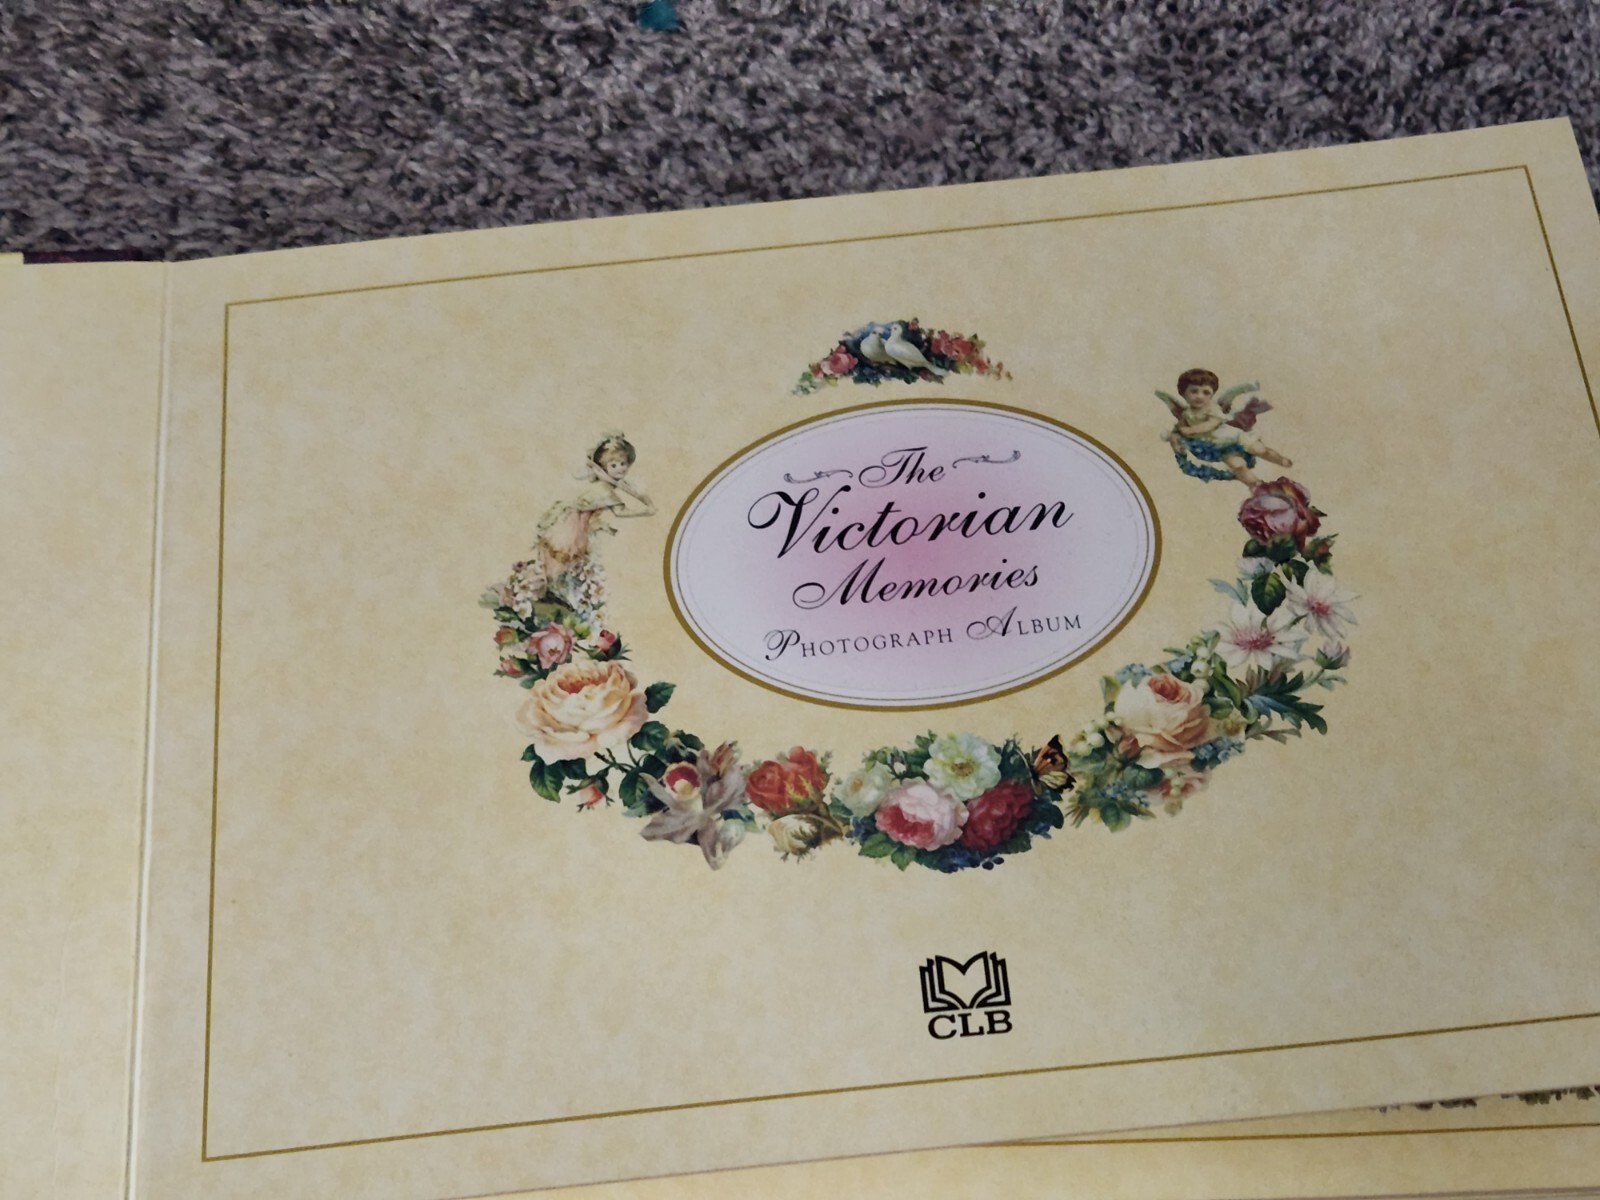 The
Victorian
Memories
Photograph Album
CLB